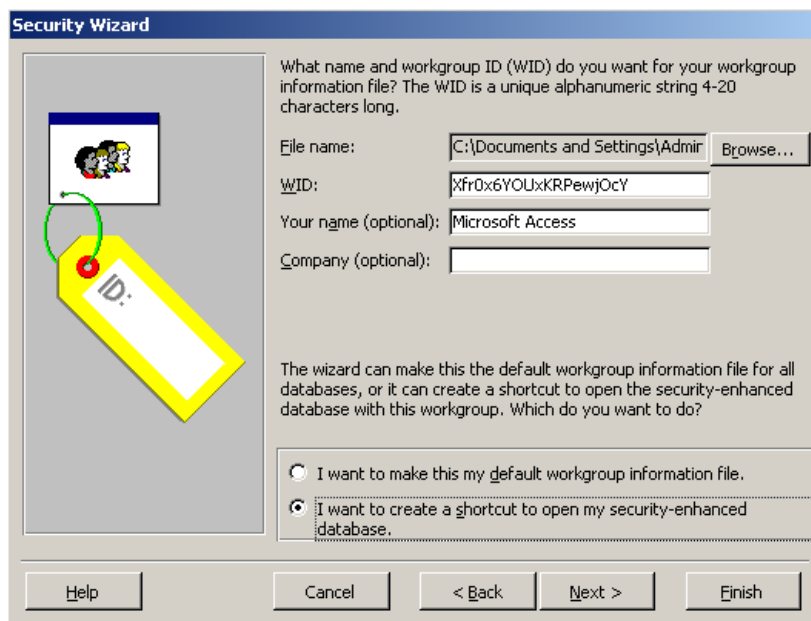 Security Wizard
What name and workgroup ID (WID) do you want for your workgroup
information file? The WID is a unique alphanumeric string 4-20
characters long.
File name: C:\Documents and Settings\Admir Browse...
WID: Xfr0x6YOUxKRPewjOcY
Your name (optional): Microsoft Access
Company (optional):
ID:
The wizard can make this the default workgroup information file for all
databases, or it can create a shortcut to open the security-enhanced
database with this workgroup. Which do you want to do?
I want to make this my default workgroup information file.
I want to create a shortcut to open my security-enhanced
database.
Help Cancel < Back Next > Finish